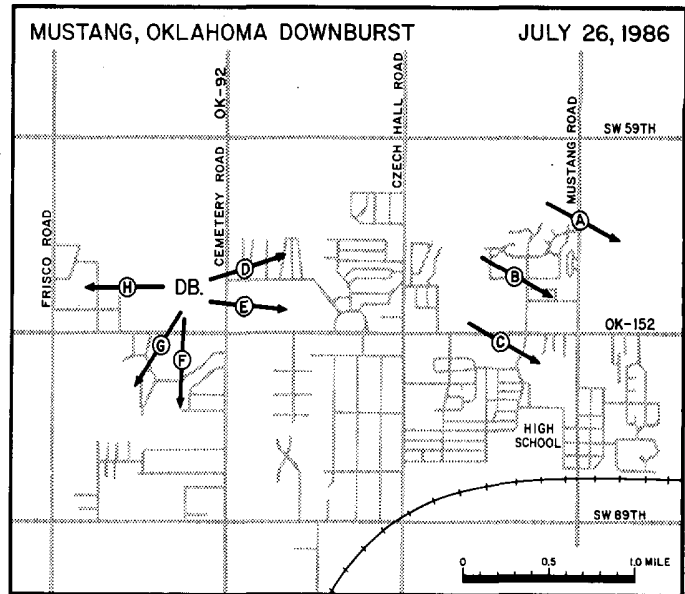 MUSTANG, OKLAHOMA DOWNBURST
JULY 26, 1986
OK-92
CEMETERY ROAD
CZECH HALL ROAD
MUSTANG ROAD
FRISCO ROAD
SW 59TH
A
B
C
D
E
F
G
H
DB.
OK-152
HIGH
SCHOOL
SW 89TH
0 0.5 1.0 MILE